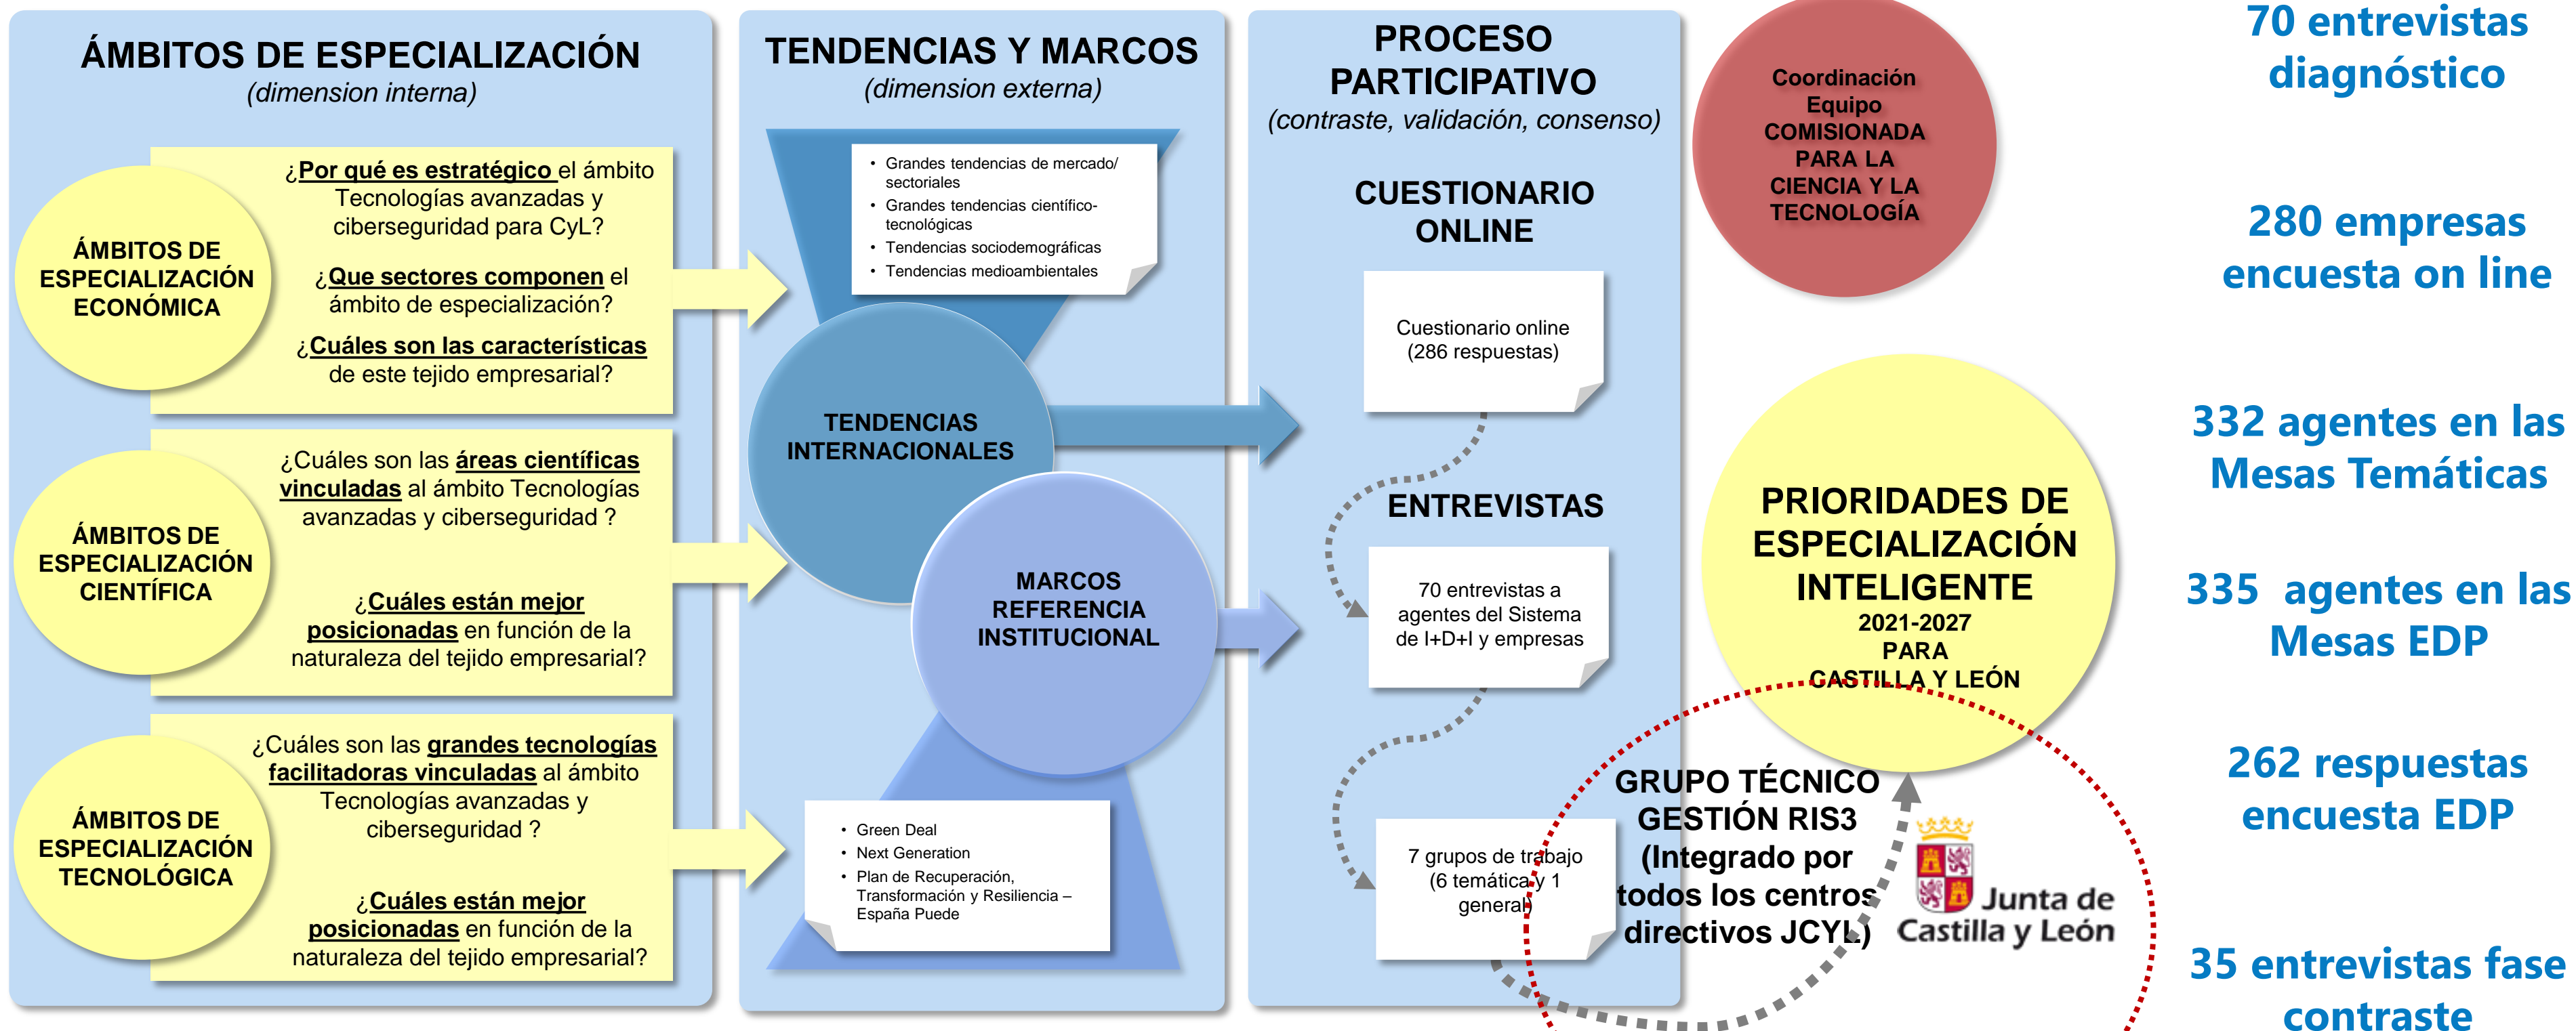 ÁMBITOS DE ESPECIALIZACIÓN
(dimension interna)
ÁMBITOS DE
ESPECIALIZACIÓN
ECONÓMICA
¿Por qué es estratégico el ámbito
Tecnologías avanzadas y
ciberseguridad para CyL?
¿Que sectores componen el
ámbito de especialización?
¿Cuáles son las características
de este tejido empresarial?
ÁMBITOS DE
ESPECIALIZACIÓN
CIENTÍFICA
¿Cuáles son las áreas científicas
vinculadas al ámbito Tecnologías
avanzadas y ciberseguridad ?
¿Cuáles están mejor
posicionadas en función de la
naturaleza del tejido empresarial?
ÁMBITOS DE
ESPECIALIZACIÓN
TECNOLÓGICA
¿Cuáles son las grandes tecnologías
facilitadoras vinculadas al ámbito
Tecnologías avanzadas y
ciberseguridad ?
¿Cuáles están mejor
posicionadas en función de la
naturaleza del tejido empresarial?
TENDENCIAS Y MARCOS
(dimension externa)
• Grandes tendencias de mercado/
sectoriales
• Grandes tendencias científico-
tecnológicas
• Tendencias sociodemográficas
• Tendencias medioambientales
TENDENCIAS
INTERNACIONALES
MARCOS
REFERENCIA
INSTITUCIONAL
• Green Deal
• Next Generation
• Plan de Recuperación,
Transformación y Resiliencia –
España Puede
PROCESO
PARTICIPATIVO
(contraste, validación, consenso)
CUESTIONARIO
ONLINE
Cuestionario online
(286 respuestas)
ENTREVISTAS
70 entrevistas a
agentes del Sistema
de I+D+I y empresas
7 grupos de trabajo
(6 temática y 1
general)
Coordinación
Equipo
COMISIONADA
PARA LA
CIENCIA Y LA
TECNOLOGÍA
PRIORIDADES DE
ESPECIALIZACIÓN
INTELIGENTE
2021-2027
PARA
CASTILLA Y LEÓN
GRUPO TÉCNICO
GESTIÓN RIS3
(Integrado por
todos los centros
directivos JCYL)
Junta de
Castilla y León
70 entrevistas
diagnóstico
280 empresas
encuesta on line
332 agentes en las
Mesas Temáticas
335 agentes en las
Mesas EDP
262 respuestas
encuesta EDP
35 entrevistas fase
contraste